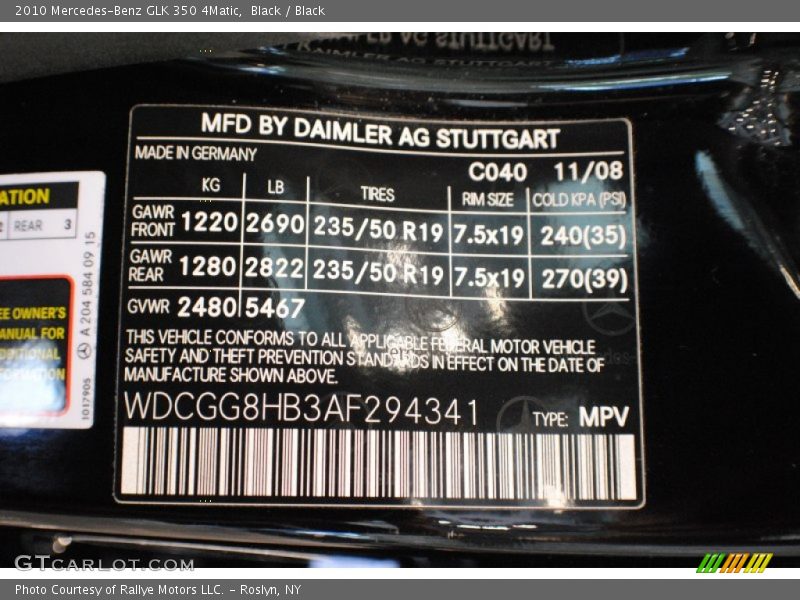 2010 Mercedes-Benz GLK 350 4Matic, Black / Black
MFD BY DAIMLER AG STUTTGART
MADE IN GERMANY
C040 11/08
KG LB TIRES RIM SIZE COLD KPA (PSI)
GAWR FRONT 1220 2690 235/50 R19 7.5x19 240(35)
GAWR REAR 1280 2822 235/50 R19 7.5x19 270(39)
GVWR 2480 5467
THIS VEHICLE CONFORMS TO ALL APPLICABLE FEDERAL MOTOR VEHICLE
SAFETY AND THEFT PREVENTION STANDARDS IN EFFECT ON THE DATE OF
MANUFACTURE SHOWN ABOVE.
WDCGG8HB3AF294341 TYPE: MPV
ATION
REAR 3
EE OWNER'S
ANUAL FOR
DDITIONAL
FORMATION
A 204 584 09 15
1017905
GTCARLOT.COM
Photo Courtesy of Rallye Motors LLC. - Roslyn, NY